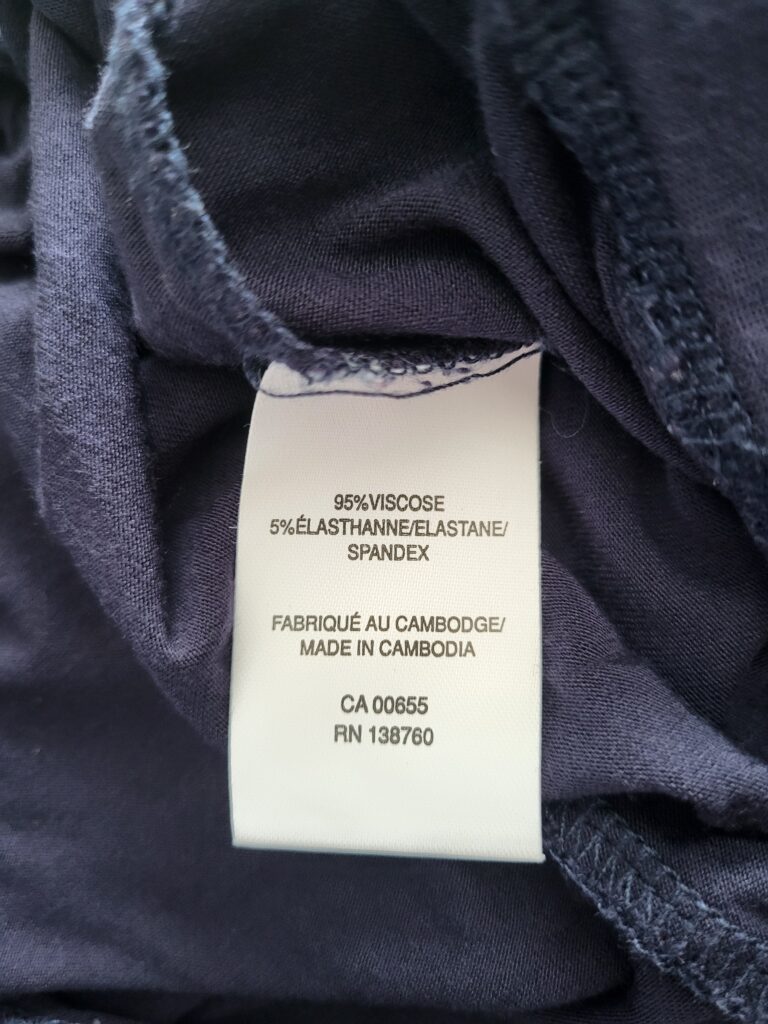 95%VISCOSE
5%ÉLASTHANNE/ELASTANE/
SPANDEX
FABRIQUÉ AU CAMBODGE/
MADE IN CAMBODIA
CA 00655
RN 138760